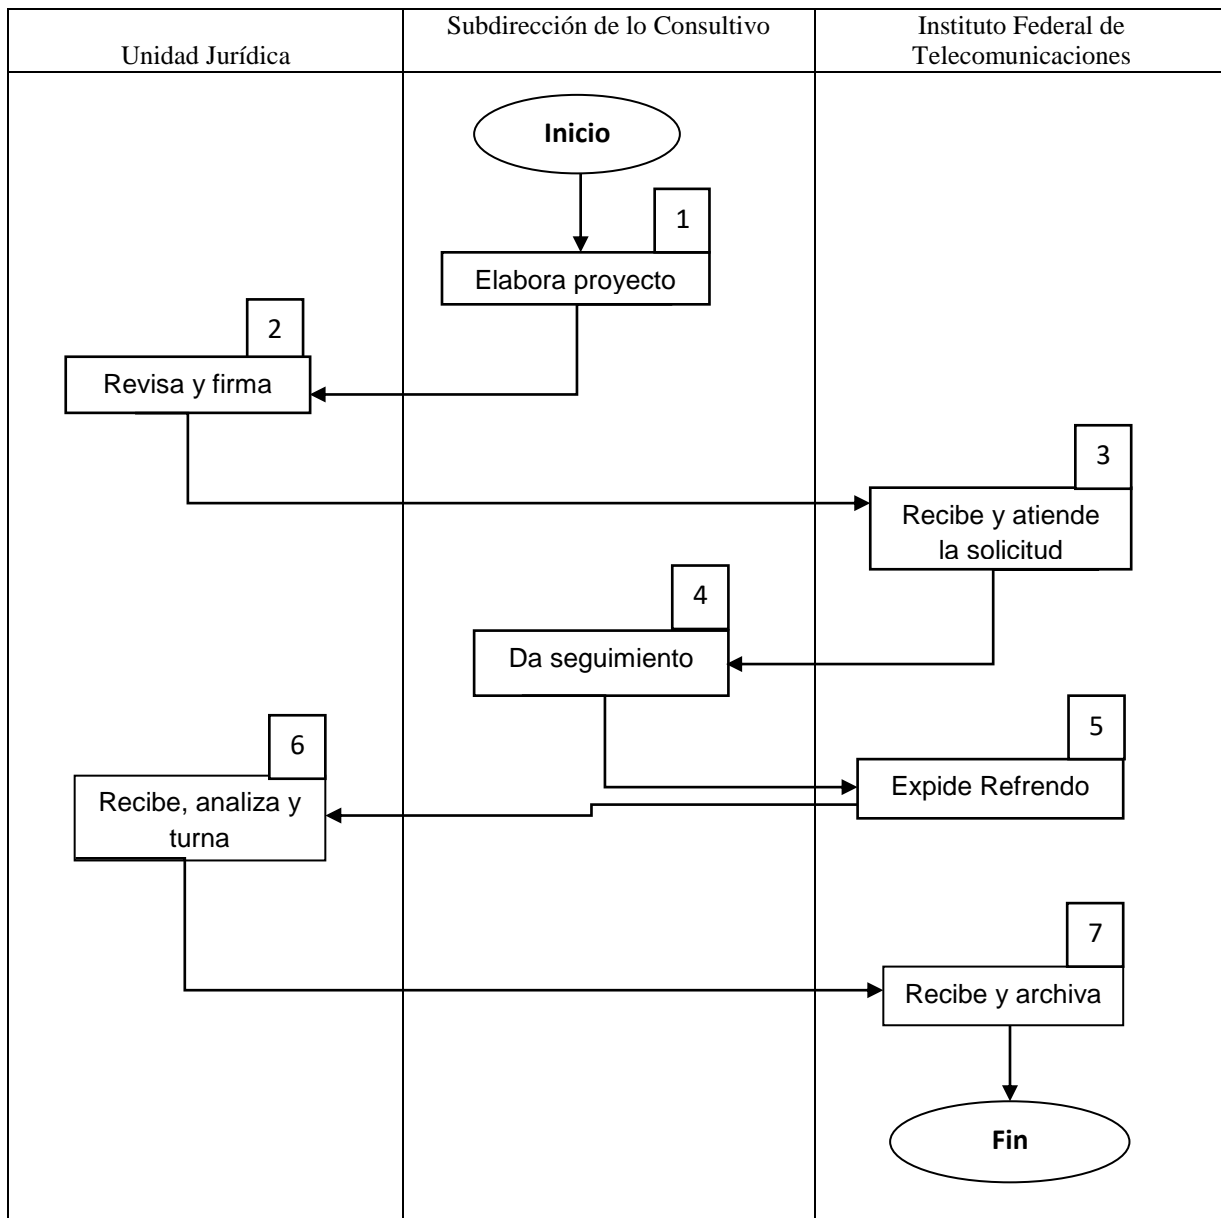 Unidad Jurídica
Subdirección de lo Consultivo
Instituto Federal de
Telecomunicaciones
Inicio
1
Elabora proyecto
2
Revisa y firma
3
Recibe y atiende
la solicitud
4
Da seguimiento
5
Expide Refrendo
6
Recibe, analiza y
turna
7
Recibe y archiva
Fin